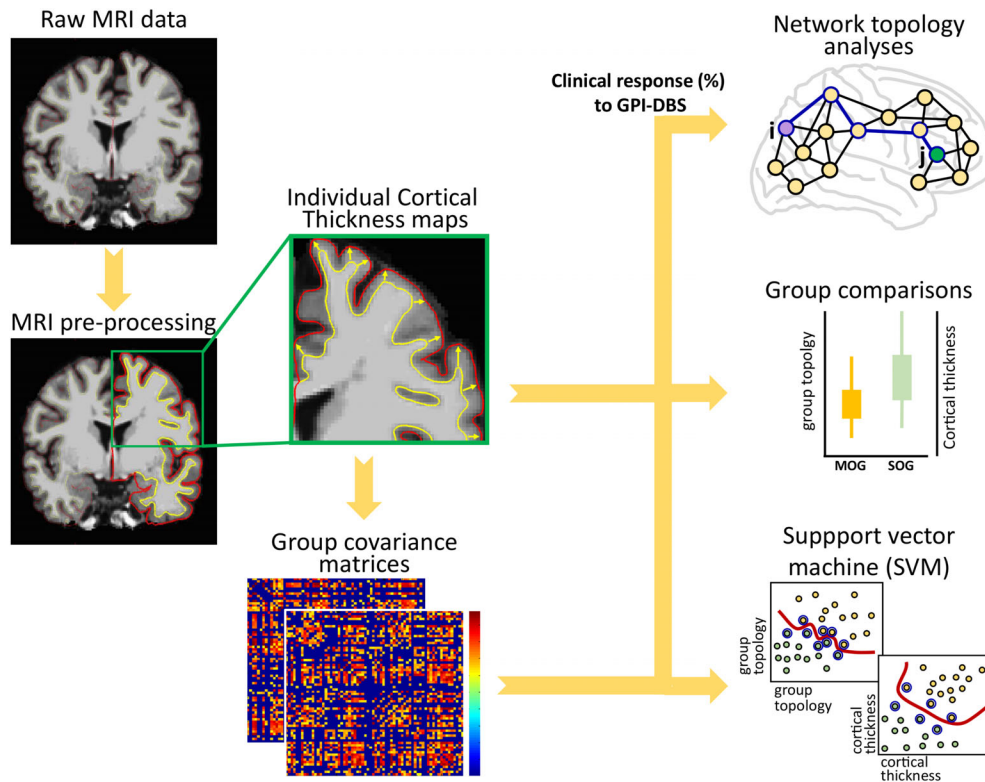 Raw MRI data
MRI pre-processing
Individual Cortical
Thickness maps
Group covariance
matrices
Clinical response (%)
to GPI-DBS
Network topology
analyses
i
j
Group comparisons
group topolgy
Cortical thickness
MOG
SOG
Suppport vector
machine (SVM)
group
topology
group
topology
cortical
thickness
cortical
thickness